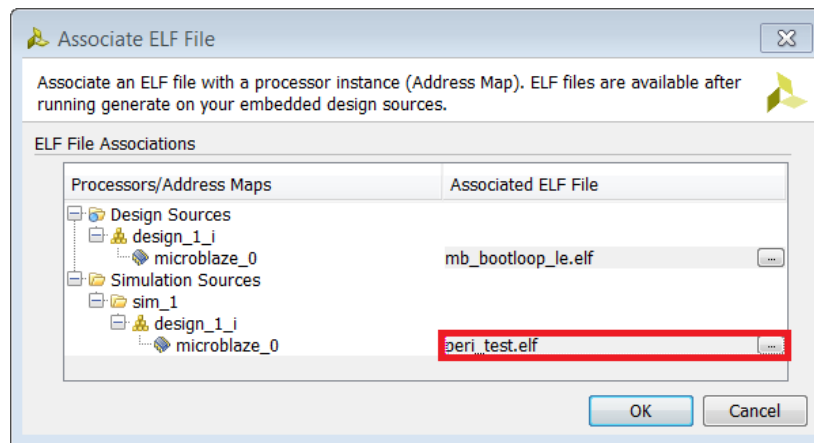 Associate ELF File
Associate an ELF file with a processor instance (Address Map). ELF files are available after
running generate on your embedded design sources.
ELF File Associations
Processors/Address Maps Associated ELF File
Design Sources
design_1_i
microblaze_0 mb_bootloop_le.elf ...
Simulation Sources
sim_1
design_1_i
microblaze_0 peri_test.elf ...
OK Cancel